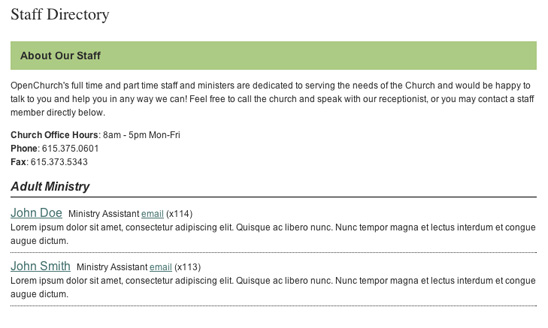 Staff Directory
About Our Staff
OpenChurch's full time and part time staff and ministers are dedicated to serving the needs of the Church and would be happy to
talk to you and help you in any way we can! Feel free to call the church and speak with our receptionist, or you may contact a staff
member directly below.
Church Office Hours: 8am - 5pm Mon-Fri
Phone: 615.375.0601
Fax: 615.373.5343
Adult Ministry
John Doe Ministry Assistant email (x114)
Lorem ipsum dolor sit amet, consectetur adipiscing elit. Quisque ac libero nunc. Nunc tempor magna et lectus interdum et congue
augue dictum.
John Smith Ministry Assistant email (x113)
Lorem ipsum dolor sit amet, consectetur adipiscing elit. Quisque ac libero nunc. Nunc tempor magna et lectus interdum et congue
augue dictum.